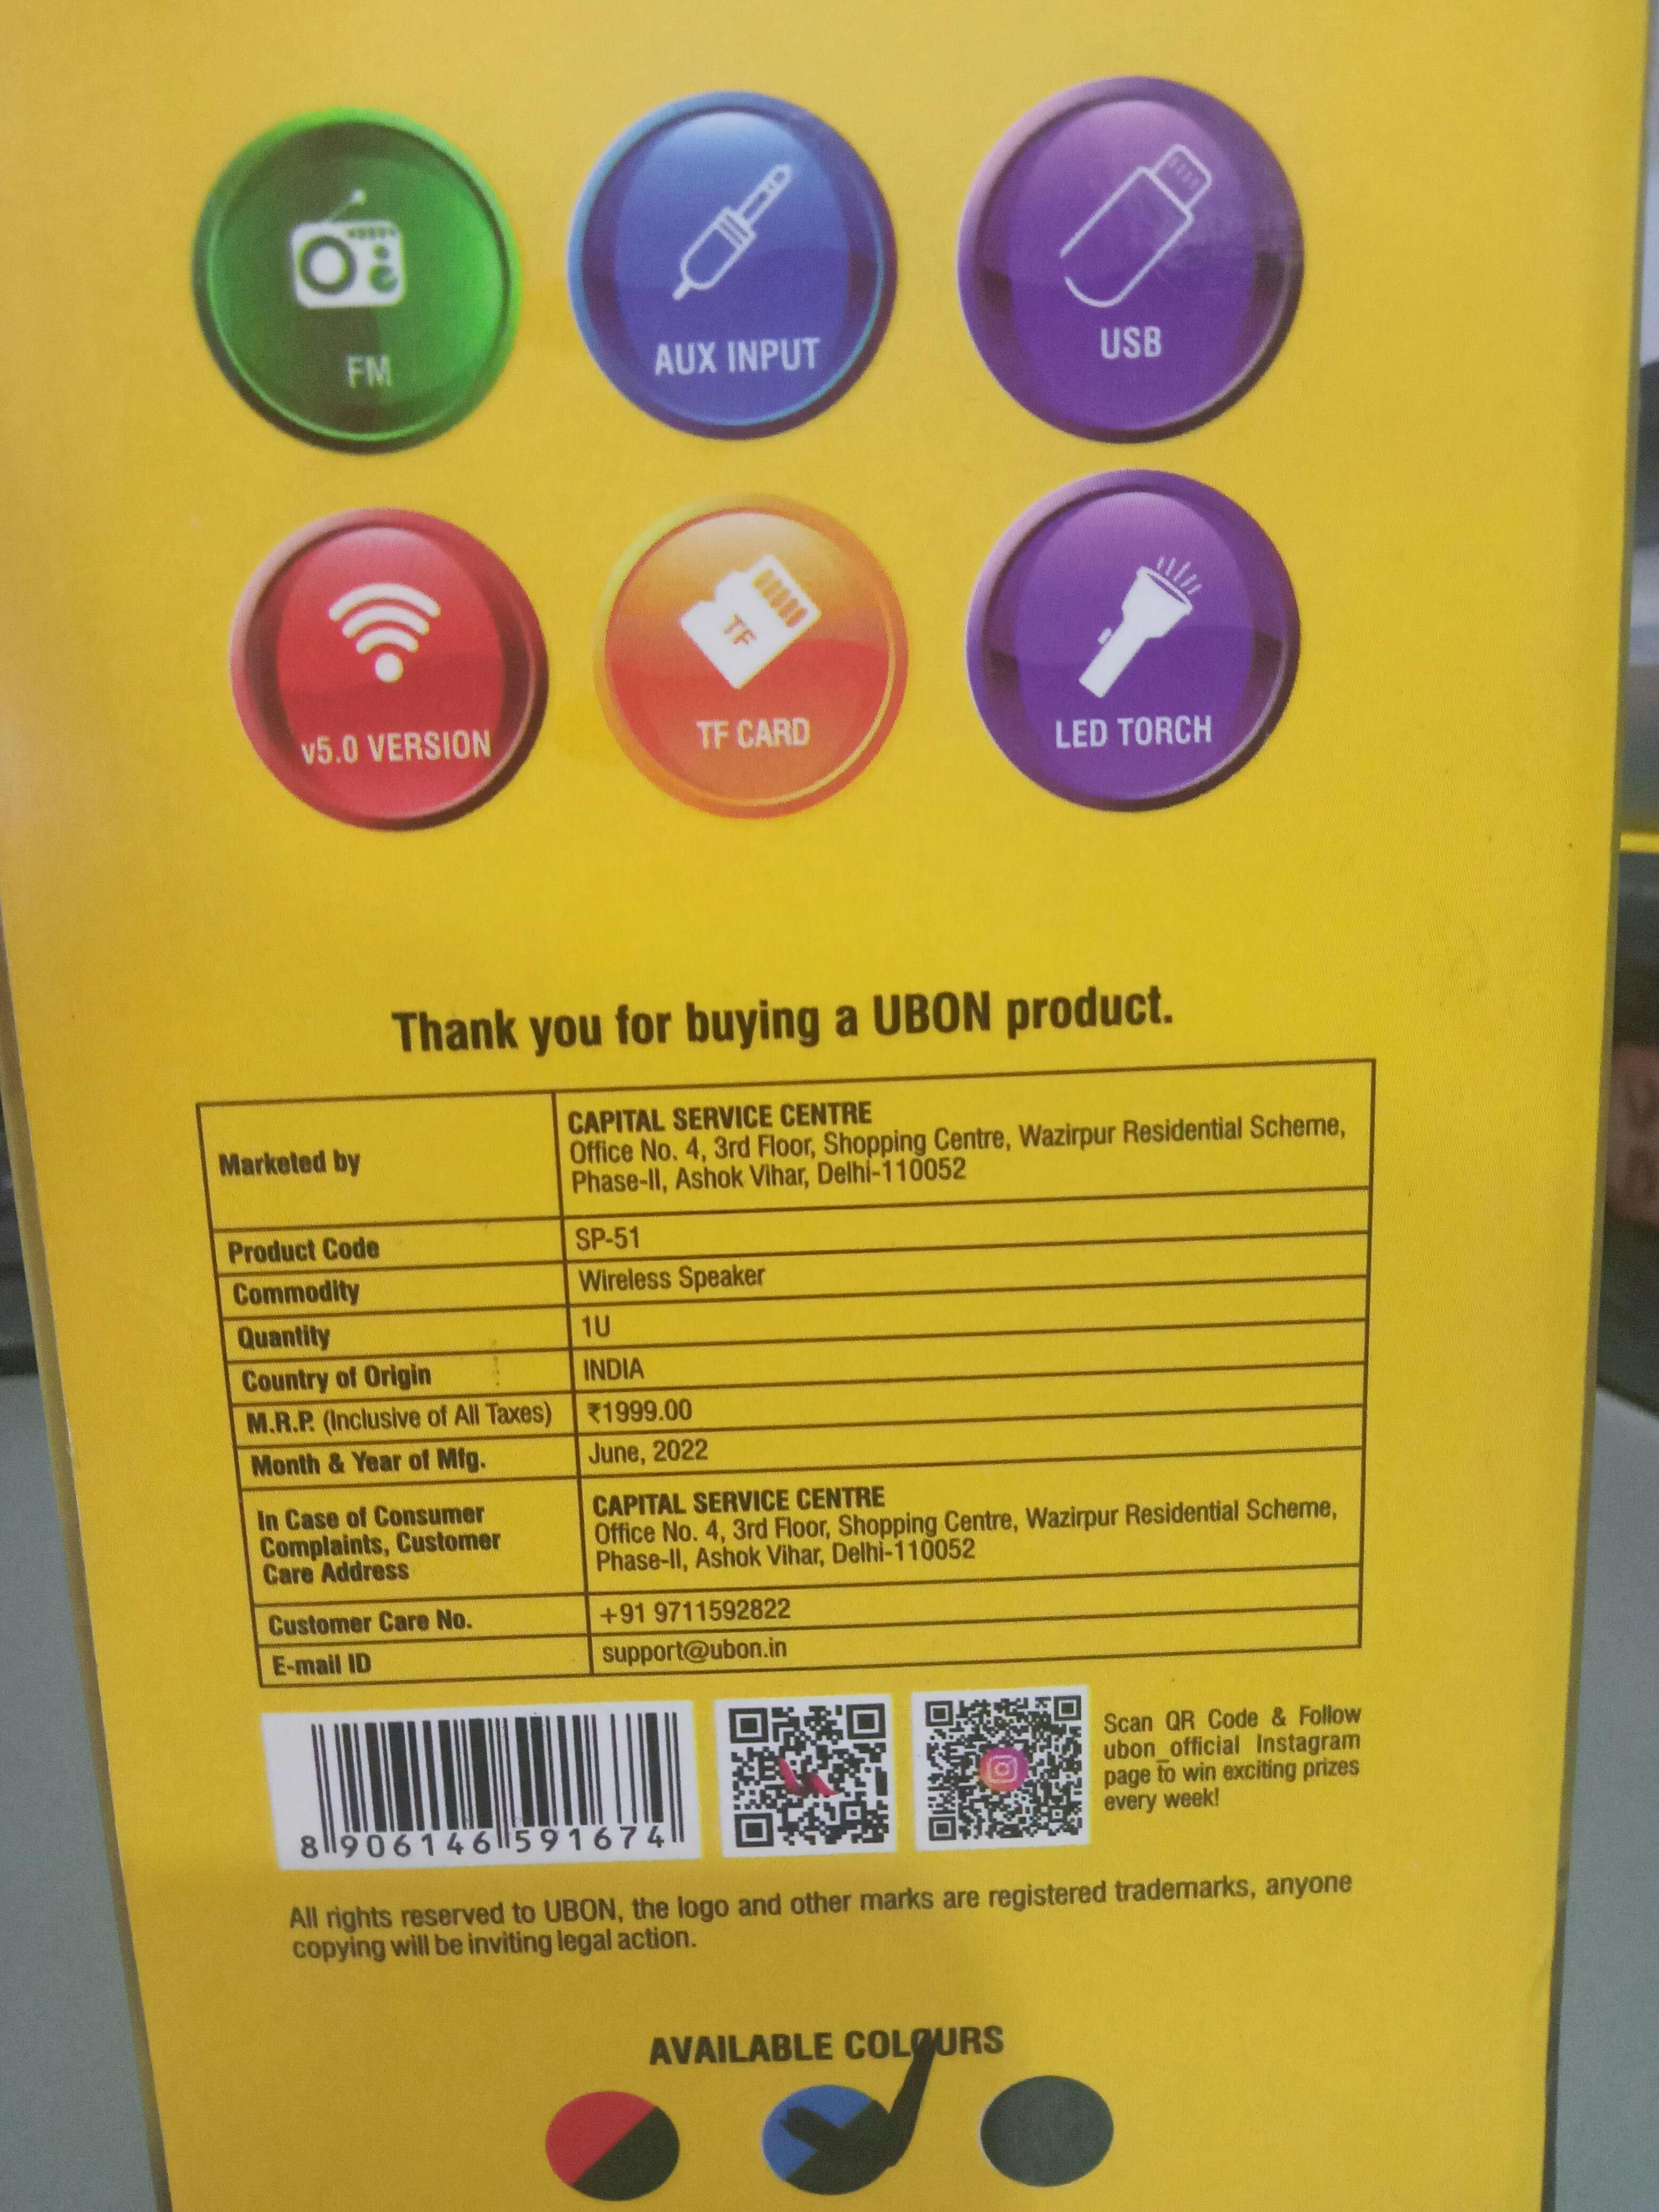 FM
AUX INPUT
USB
v5.0 VERSION
TF
TF CARD
LED TORCH
Thank you for buying a UBON product.
Marketed by
CAPITAL SERVICE CENTRE
Office No. 4, 3rd Floor, Shopping Centre, Wazirpur Residential Scheme,
Phase-II, Ashok Vihar, Delhi-110052
Product Code
SP-51
Commodity
Wireless Speaker
Quantity
1U
Country of Origin
INDIA
M.R.P. (Inclusive of All Taxes)
₹1999.00
Month & Year of Mfg.
June, 2022
In Case of Consumer
Complaints, Customer
Care Address
CAPITAL SERVICE CENTRE
Office No. 4, 3rd Floor, Shopping Centre, Wazirpur Residential Scheme,
Phase-II, Ashok Vihar, Delhi-110052
Customer Care No.
+91 9711592822
E-mail ID
support@ubon.in
8 906146 591674
Scan QR Code & Follow
ubon_official Instagram
page to win exciting prizes
every week!
All rights reserved to UBON, the logo and other marks are registered trademarks, anyone
copying will be inviting legal action.
AVAILABLE COLOURS